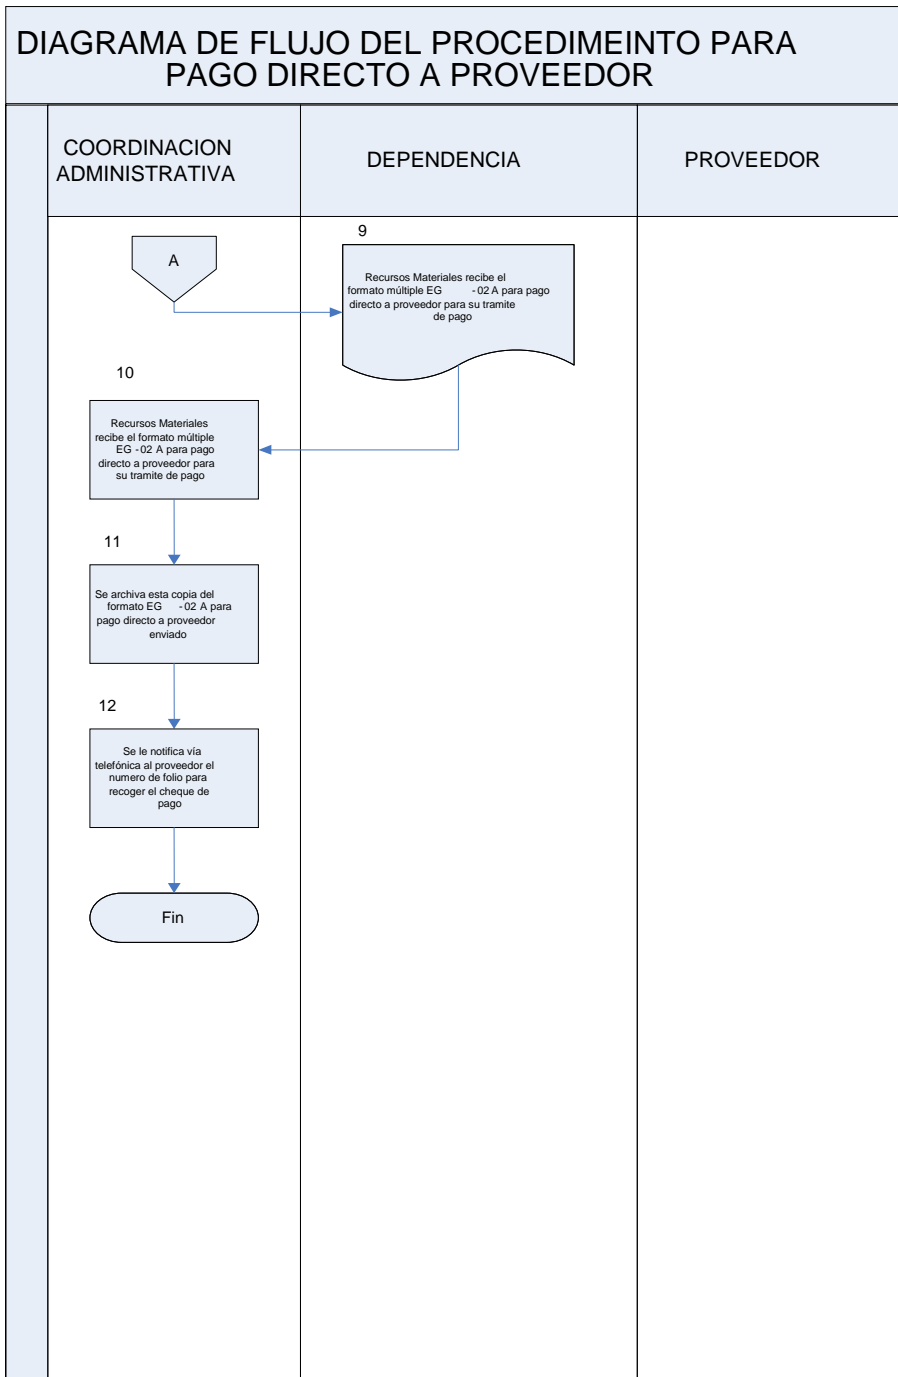 DIAGRAMA DE FLUJO DEL PROCEDIMEINTO PARA
PAGO DIRECTO A PROVEEDOR
COORDINACION
ADMINISTRATIVA
DEPENDENCIA
PROVEEDOR
A
9
Recursos Materiales recibe el
formato múltiple EG - 02 A para pago
directo a proveedor para su tramite
de pago
10
Recursos Materiales
recibe el formato múltiple
EG - 02 A para pago
directo a proveedor para
su tramite de pago
11
Se archiva esta copia del
formato EG - 02 A para
pago directo a proveedor
enviado
12
Se le notifica vía
telefónica al proveedor el
numero de folio para
recoger el cheque de
pago
Fin